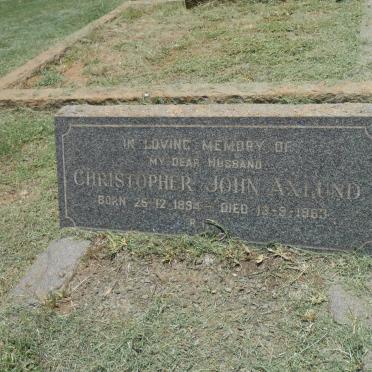 IN LOVING MEMORY OF
MY DEAR HUSBAND
CHRISTOPHER JOHN AXLUND
BORN 25-12-1894 DIED 13-9-1963